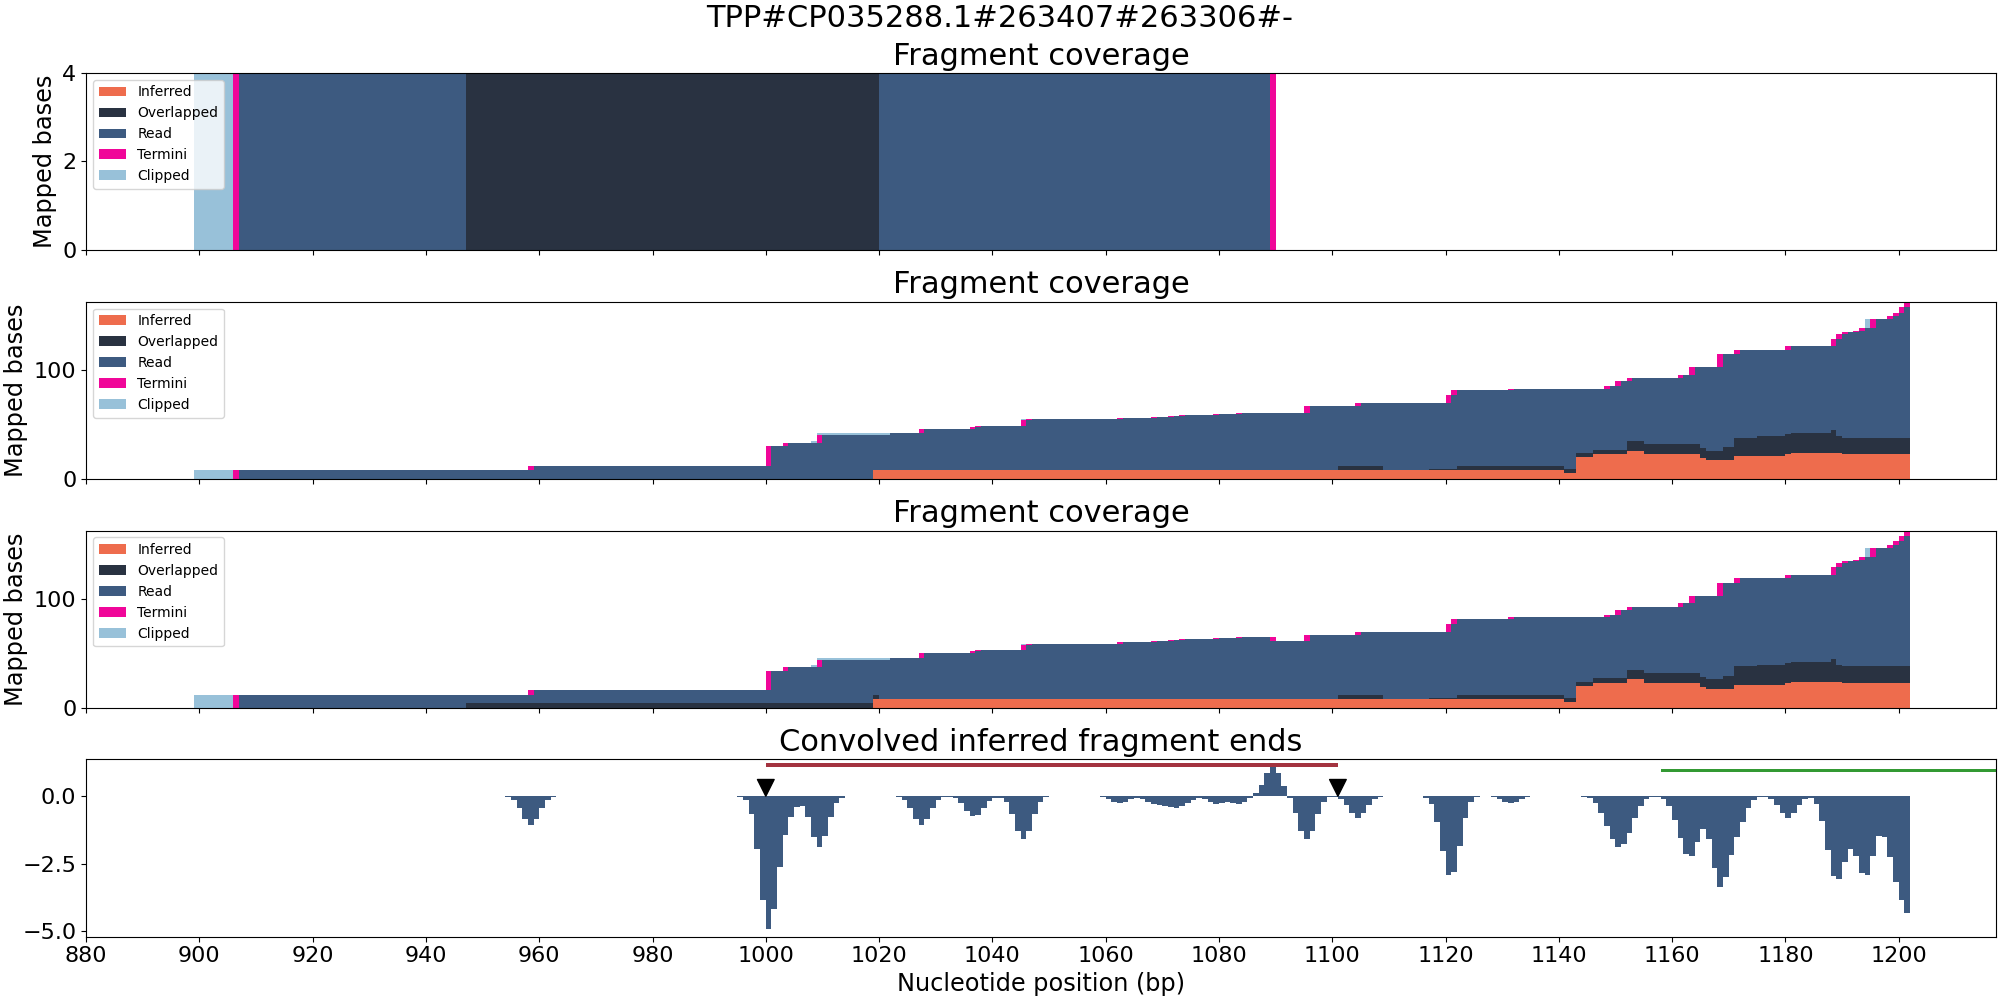 TPP#CP035288.1#263407#263306#-
Fragment coverage
Mapped bases
4
2
0
Inferred
Overlapped
Read
Termini
Clipped
Fragment coverage
Mapped bases
100
0
Inferred
Overlapped
Read
Termini
Clipped
Fragment coverage
Mapped bases
100
0
Inferred
Overlapped
Read
Termini
Clipped
Convolved inferred fragment ends
0.0
−2.5
−5.0
880 900 920 940 960 980 1000 1020 1040 1060 1080 1100 1120 1140 1160 1180 1200
Nucleotide position (bp)